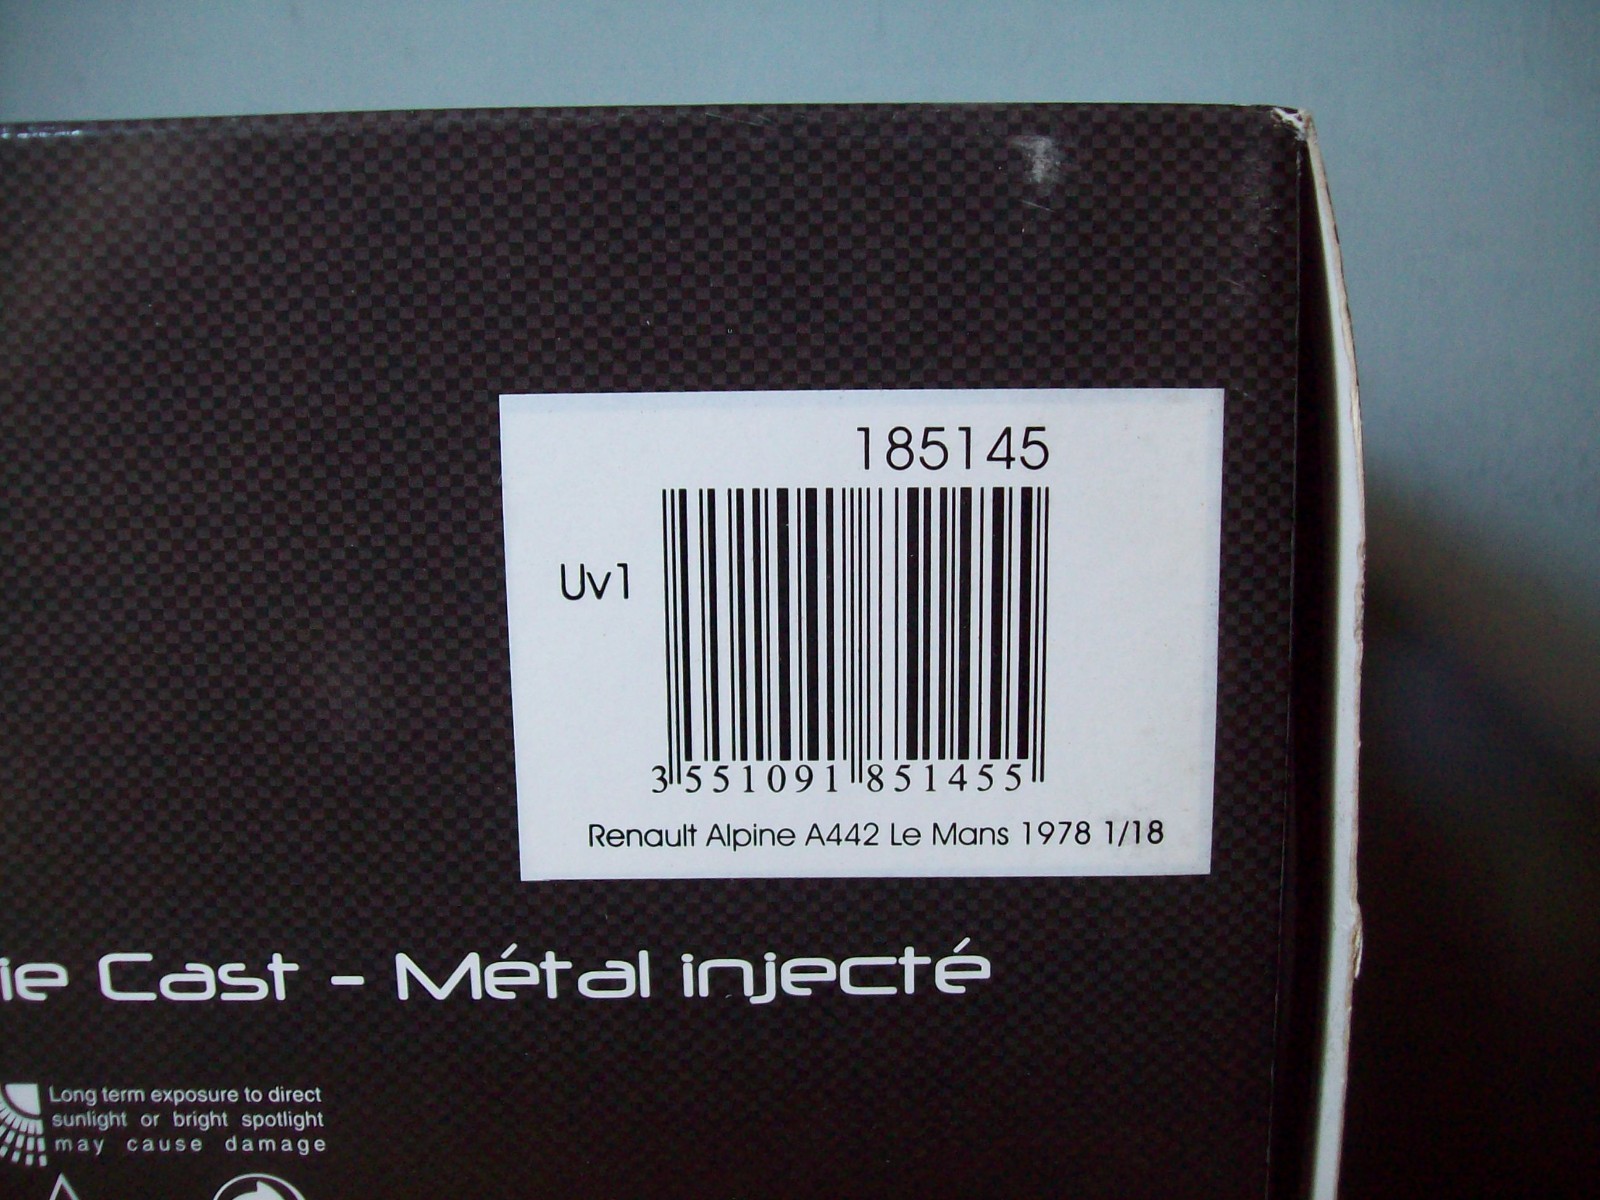 185145
Uv1
3 551091 851455
Renault Alpine A442 Le Mans 1978 1/18
ie Cast - Métal injecté
Long term exposure to direct
sunlight or bright spotlight
may cause damage